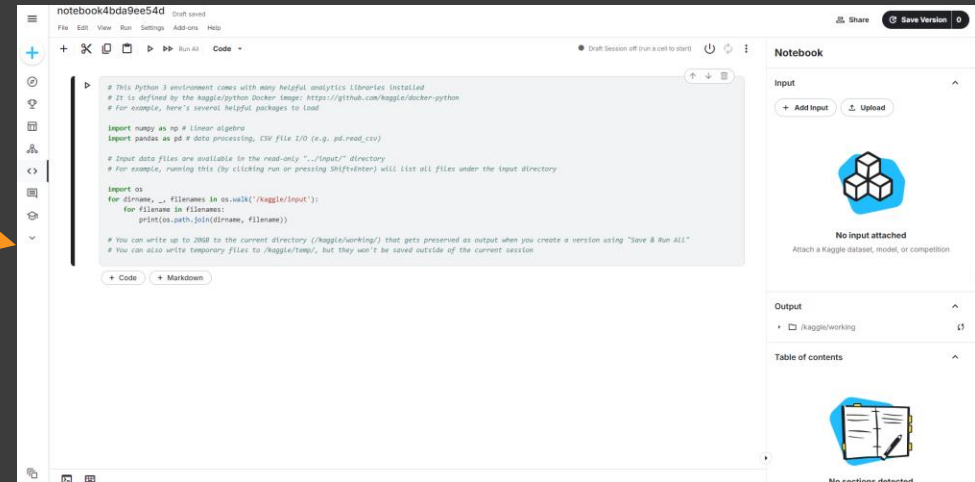 notebook4bda9ee54d Draft saved
File Edit View Run Settings Add-ons Help
Share
Save Version 0
Run All Code
Draft Session off (run a cell to start)
# This Python 3 environment comes with many helpful analytics libraries installed
# It is defined by the kaggle/python Docker image: https://github.com/kaggle/docker-python
# For example, here's several helpful packages to load
import numpy as np # linear algebra
import pandas as pd # data processing, CSV file I/O (e.g. pd.read_csv)
# Input data files are available in the read-only "../input/" directory
# For example, running this (by clicking run or pressing Shift+Enter) will list all files under the input directory
import os
for dirname, _, filenames in os.walk('/kaggle/input'):
    for filename in filenames:
        print(os.path.join(dirname, filename))
# You can write up to 20GB to the current directory (/kaggle/working/) that gets preserved as output when you create a version using "Save & Run All"
# You can also write temporary files to /kaggle/temp/, but they won't be saved outside of the current session
+ Code + Markdown
Notebook
Input
+ Add Input Upload
No input attached
Attach a Kaggle dataset, model, or competition
Output
/kaggle/working
Table of contents
No sections detected